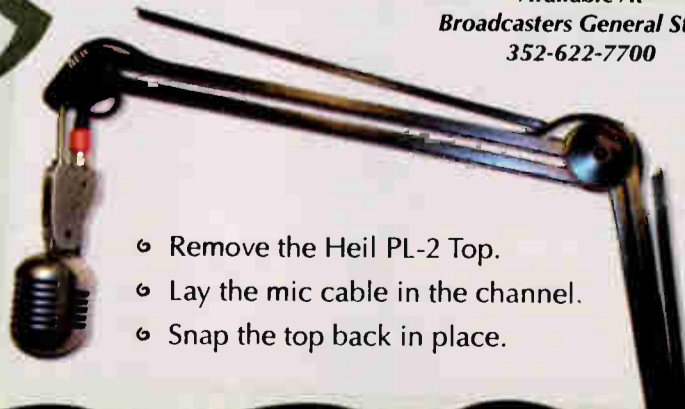 Broadcasters General
352-622-7700
Remove the Heil PL-2 Top.
Lay the mic cable in the channel.
Snap the top back in place.